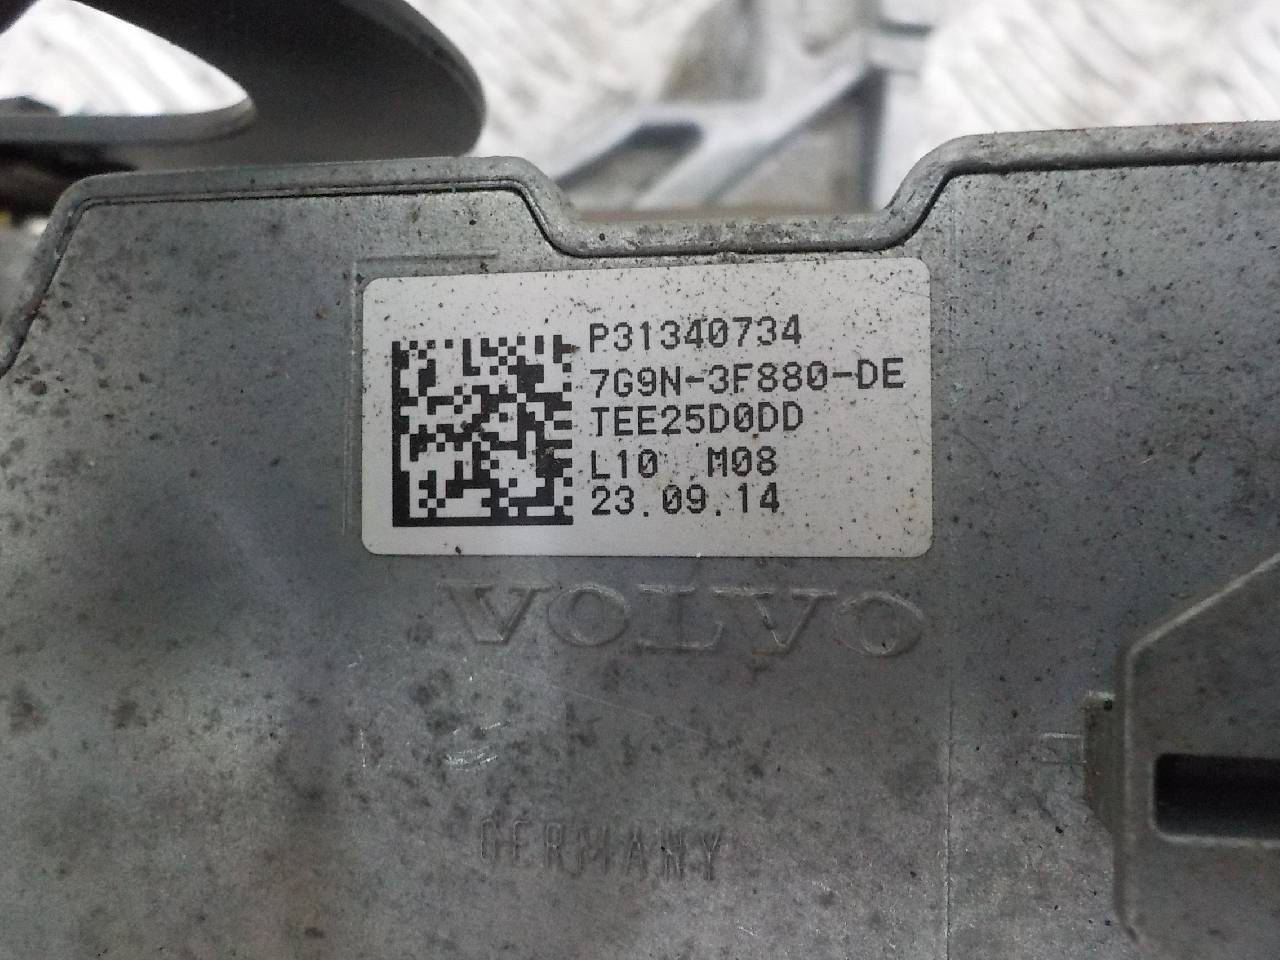 P31340734
7G9N-3F880-DE
TEE25D0DD
L10 M08
23.09.14
VOLVO
GERMANY